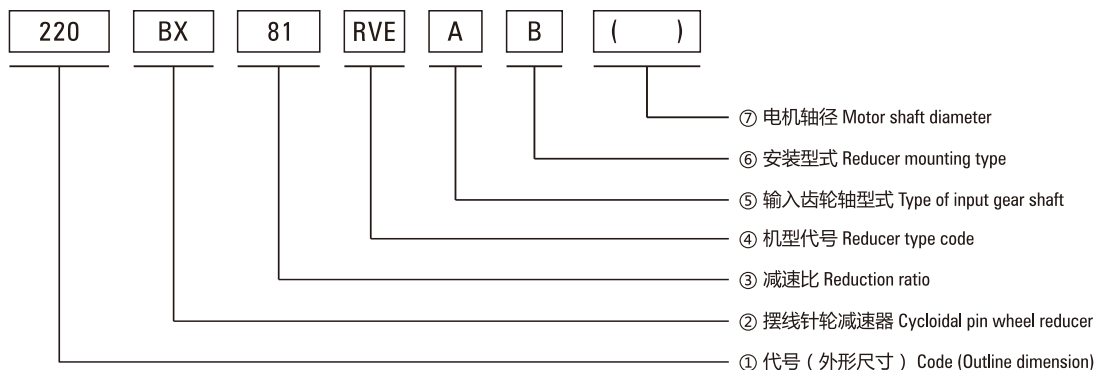 220 BX 81 RVE A B ( )
⑦ 电机轴径 Motor shaft diameter
⑥ 安装型式 Reducer mounting type
⑤ 输入齿轮轴型式 Type of input gear shaft
④ 机型代号 Reducer type code
③ 减速比 Reduction ratio
② 摆线针轮减速器 Cycloidal pin wheel reducer
① 代号 ( 外形尺寸 ) Code (Outline dimension)